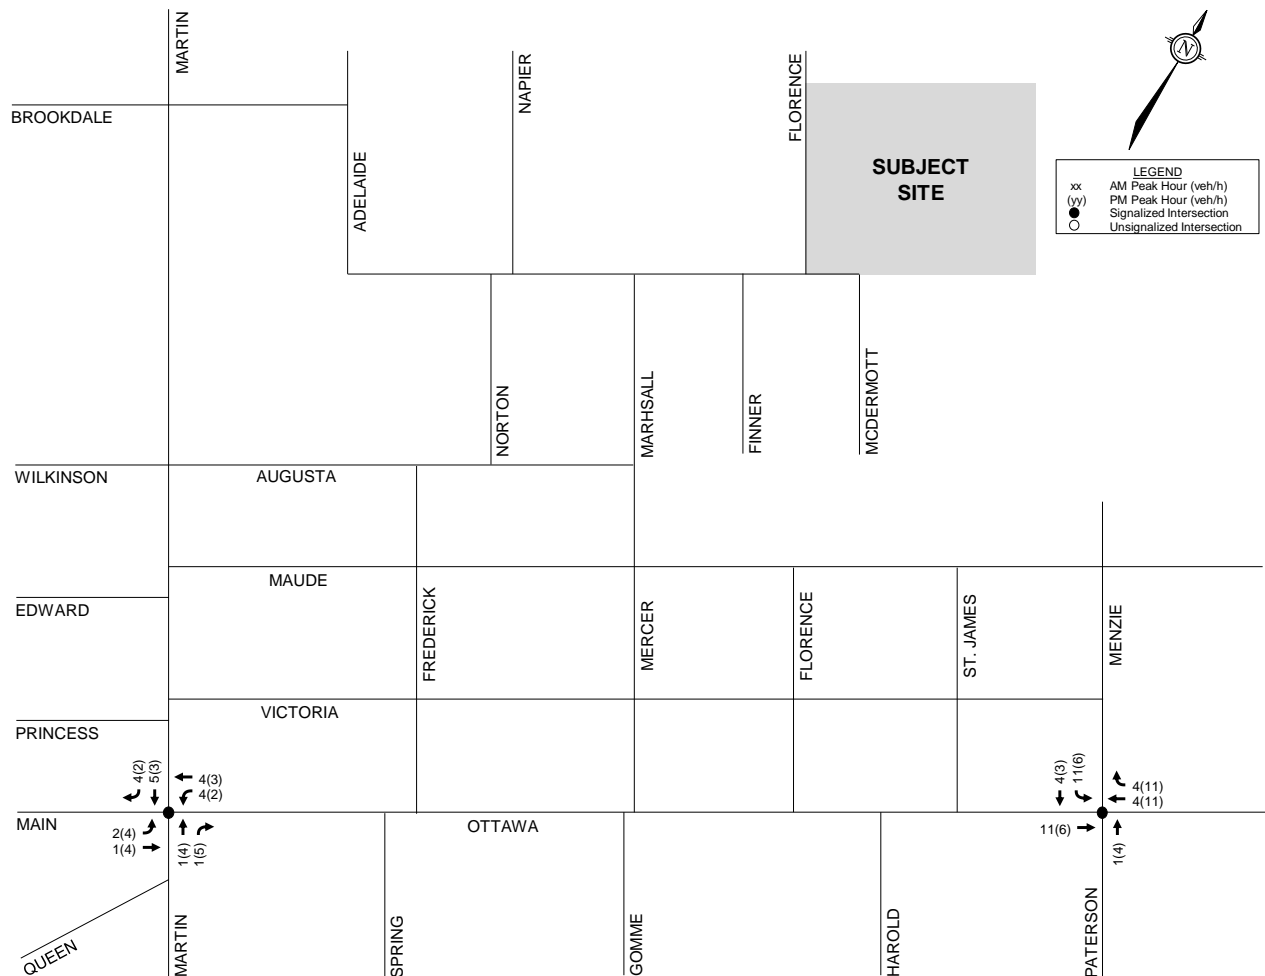 MARTIN
NAPIER
FLORENCE
N
BROOKDALE
ADELAIDE
SUBJECT
SITE
LEGEND
xx AM Peak Hour (veh/h)
(yy) PM Peak Hour (veh/h)
Signalized Intersection
Unsignalized Intersection
NORTON
MARHSALL
FINNER
MCDERMOTT
WILKINSON
AUGUSTA
MAUDE
EDWARD
FREDERICK
MERCER
FLORENCE
ST. JAMES
MENZIE
VICTORIA
PRINCESS
4(2)
5(3)
4(3)
4(2)
4(3)
11(6)
4(11)
4(11)
MAIN
OTTAWA
2(4)
1(4)
1(4)
1(5)
11(6)
1(4)
QUEEN
MARTIN
SPRING
GOMME
HAROLD
PATERSON